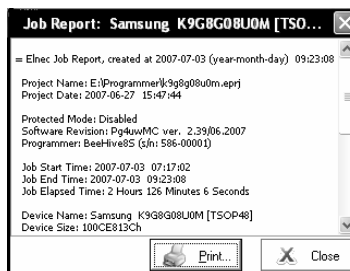 Job Report: Samsung K9G8G08U0M [TSO...
= Elnec Job Report, created at 2007-07-03 (year-month-day) 09:23:08
Project Name: E:\Programmer\k9g8g08u0m.eprj
Project Date: 2007-06-27 15:47:44
Protected Mode: Disabled
Software Revision: Pg4uwMC ver. 2.39/06.2007
Programmer: BeeHive8S (s/n: 586-00001)
Job Start Time: 2007-07-03 07:17:02
Job End Time: 2007-07-03 09:23:08
Job Elapsed Time: 2 Hours 126 Minutes 6 Seconds
Device Name: Samsung K9G8G08U0M [TSOP48]
Device Size: 100CE813Ch
Print...
Close